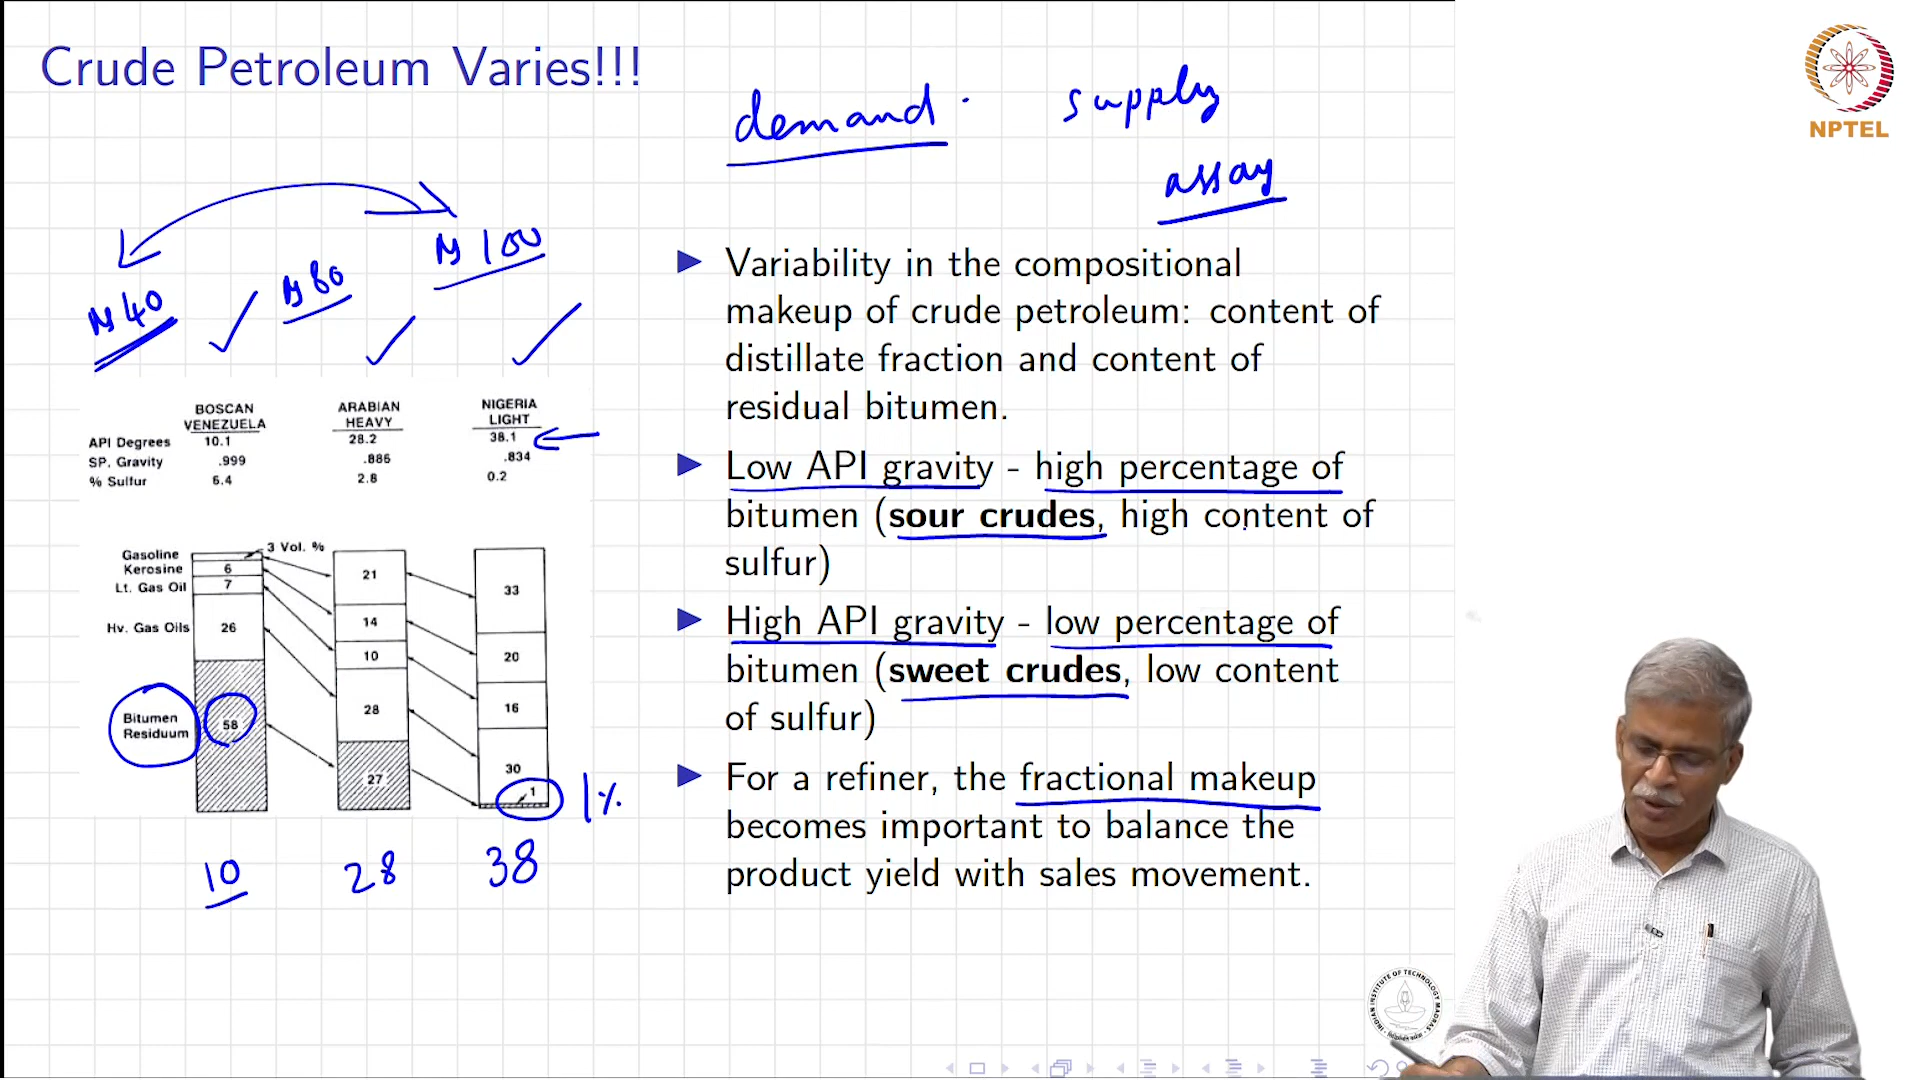 Crude Petroleum Varies!!!
demand.
supply
assay
NPTEL
40
80
100
BOSCAN VENEZUELA
ARABIAN HEAVY
NIGERIA LIGHT
API Degrees 10.1 28.2 38.1
SP. Gravity .999 .886 .834
% Sulfur 6.4 2.8 0.2
Gasoline 3 Vol. % 21 33
Kerosine 6 14 20
Lt. Gas Oil 7 10 16
Hv. Gas Oils 26 28 30
Bitumen Residuum 58 27 1
1%
10 28 38
Variability in the compositional
makeup of crude petroleum: content of
distillate fraction and content of
residual bitumen.
Low API gravity - high percentage of
bitumen (sour crudes, high content of
sulfur)
High API gravity - low percentage of
bitumen (sweet crudes, low content
of sulfur)
For a refiner, the fractional makeup
becomes important to balance the
product yield with sales movement.
INDIAN INSTITUTE OF TECHNOLOGY MADRAS